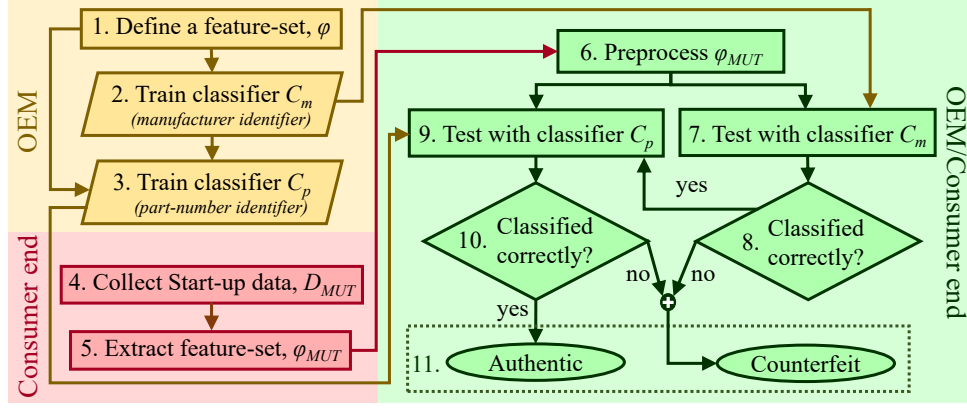 OEM
1. Define a feature-set, φ
2. Train classifier C_m
(manufacturer identifier)
3. Train classifier C_p
(part-number identifier)
Consumer end
4. Collect Start-up data, D_MUT
5. Extract feature-set, φ_MUT
OEM/Consumer end
6. Preprocess φ_MUT
9. Test with classifier C_p
7. Test with classifier C_m
yes
10. Classified
correctly?
8. Classified
correctly?
no
no
yes
11.
Authentic
Counterfeit